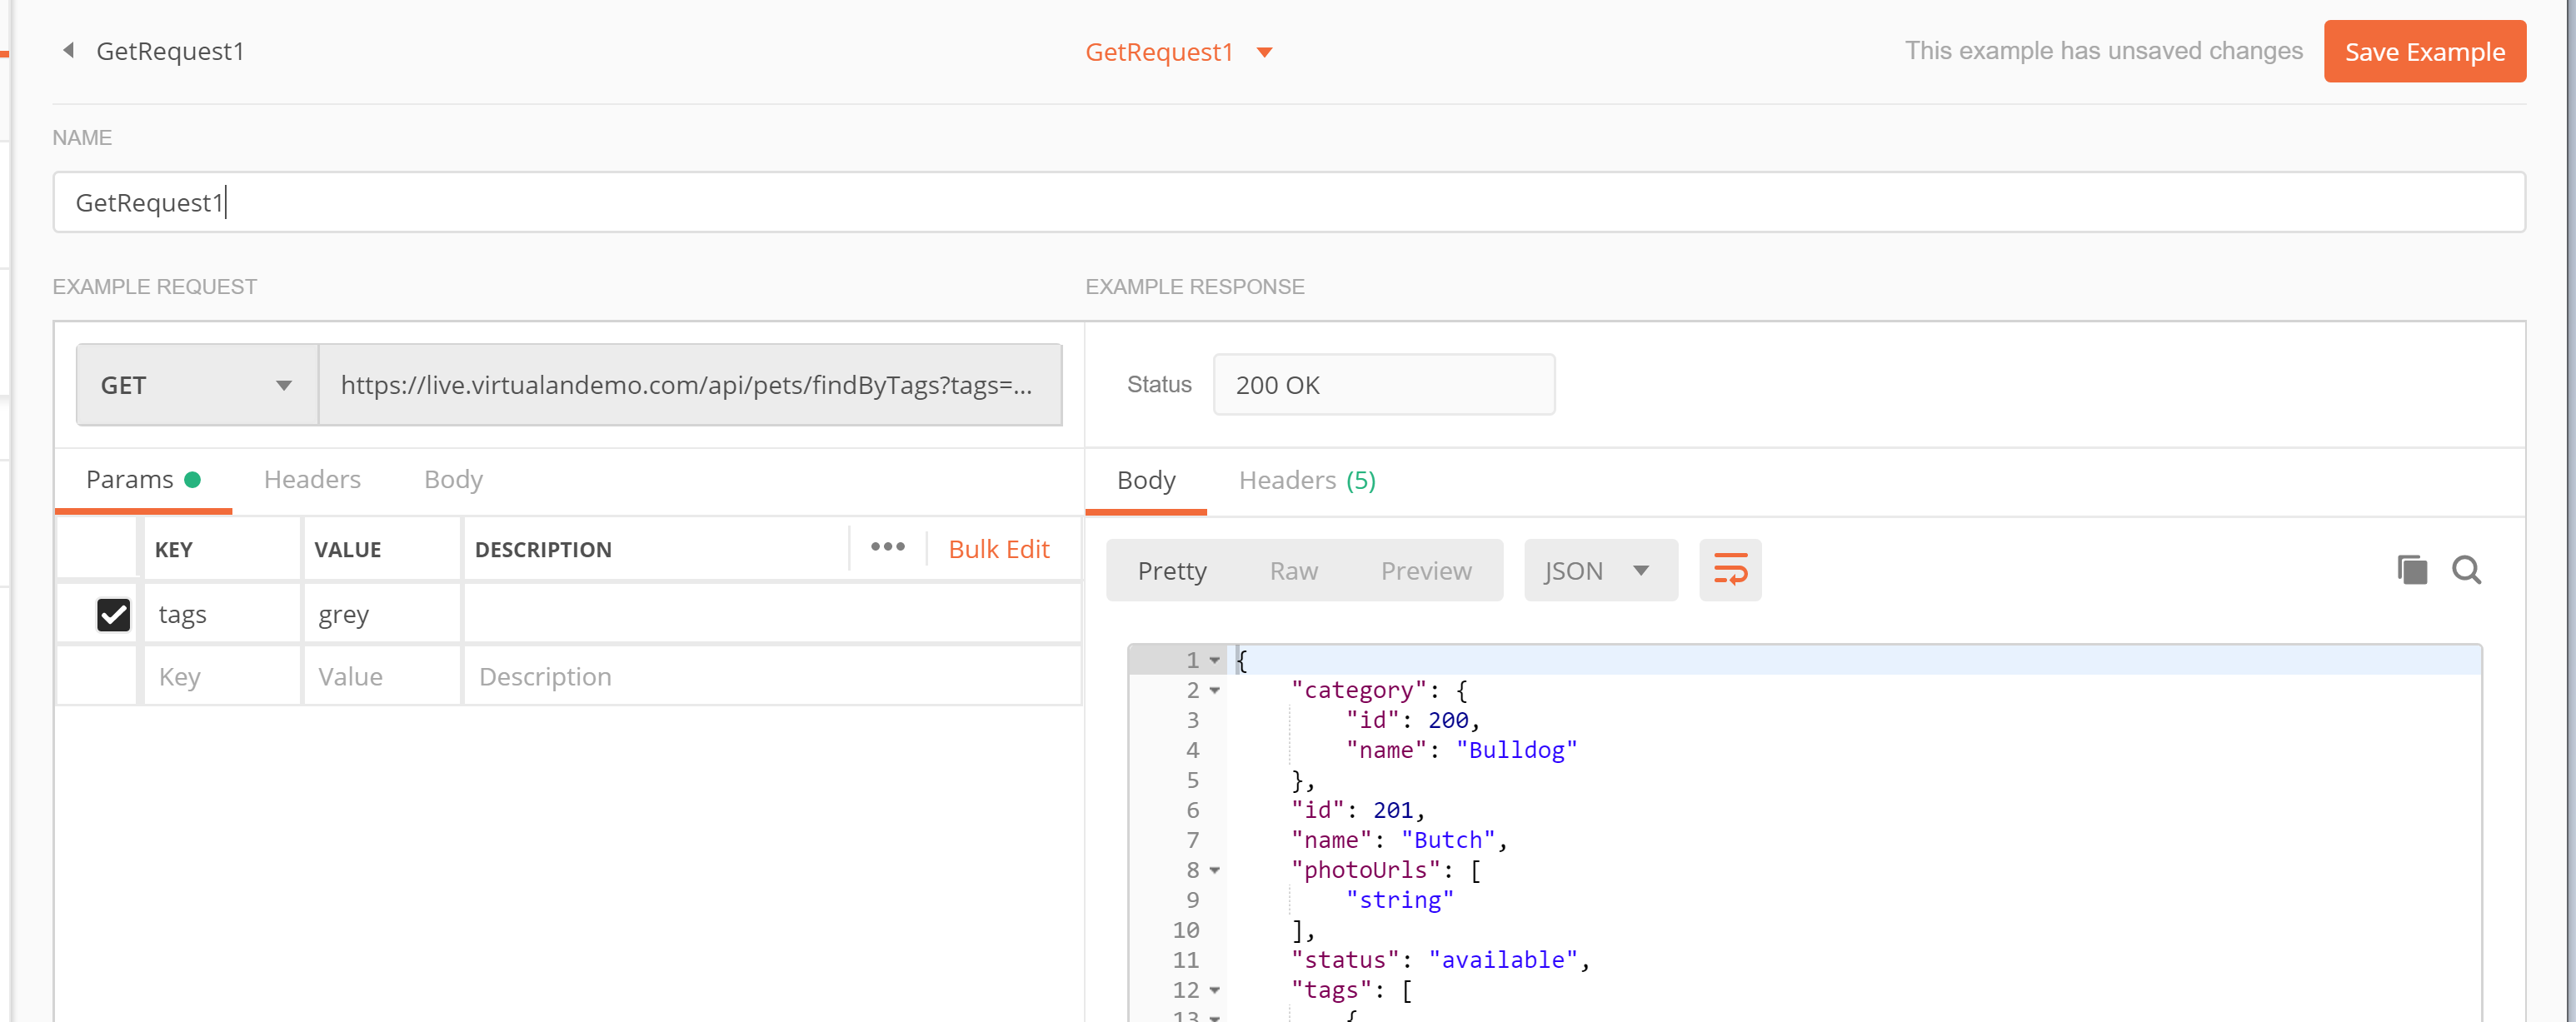 GetRequest1
GetRequest1
This example has unsaved changes
Save Example
NAME
GetRequest1
EXAMPLE REQUEST
EXAMPLE RESPONSE
GET
https://live.virtualandemo.com/api/pets/findByTags?tags=...
Status
200 OK
Params
Headers
Body
Body
Headers (5)
KEY
VALUE
DESCRIPTION
•••
Bulk Edit
tags
grey
Key
Value
Description
Pretty
Raw
Preview
JSON
1 {
2 "category": {
3 "id": 200,
4 "name": "Bulldog"
5 },
6 "id": 201,
7 "name": "Butch",
8 "photoUrls": [
9 "string"
10 ],
11 "status": "available",
12 "tags": [
13 {